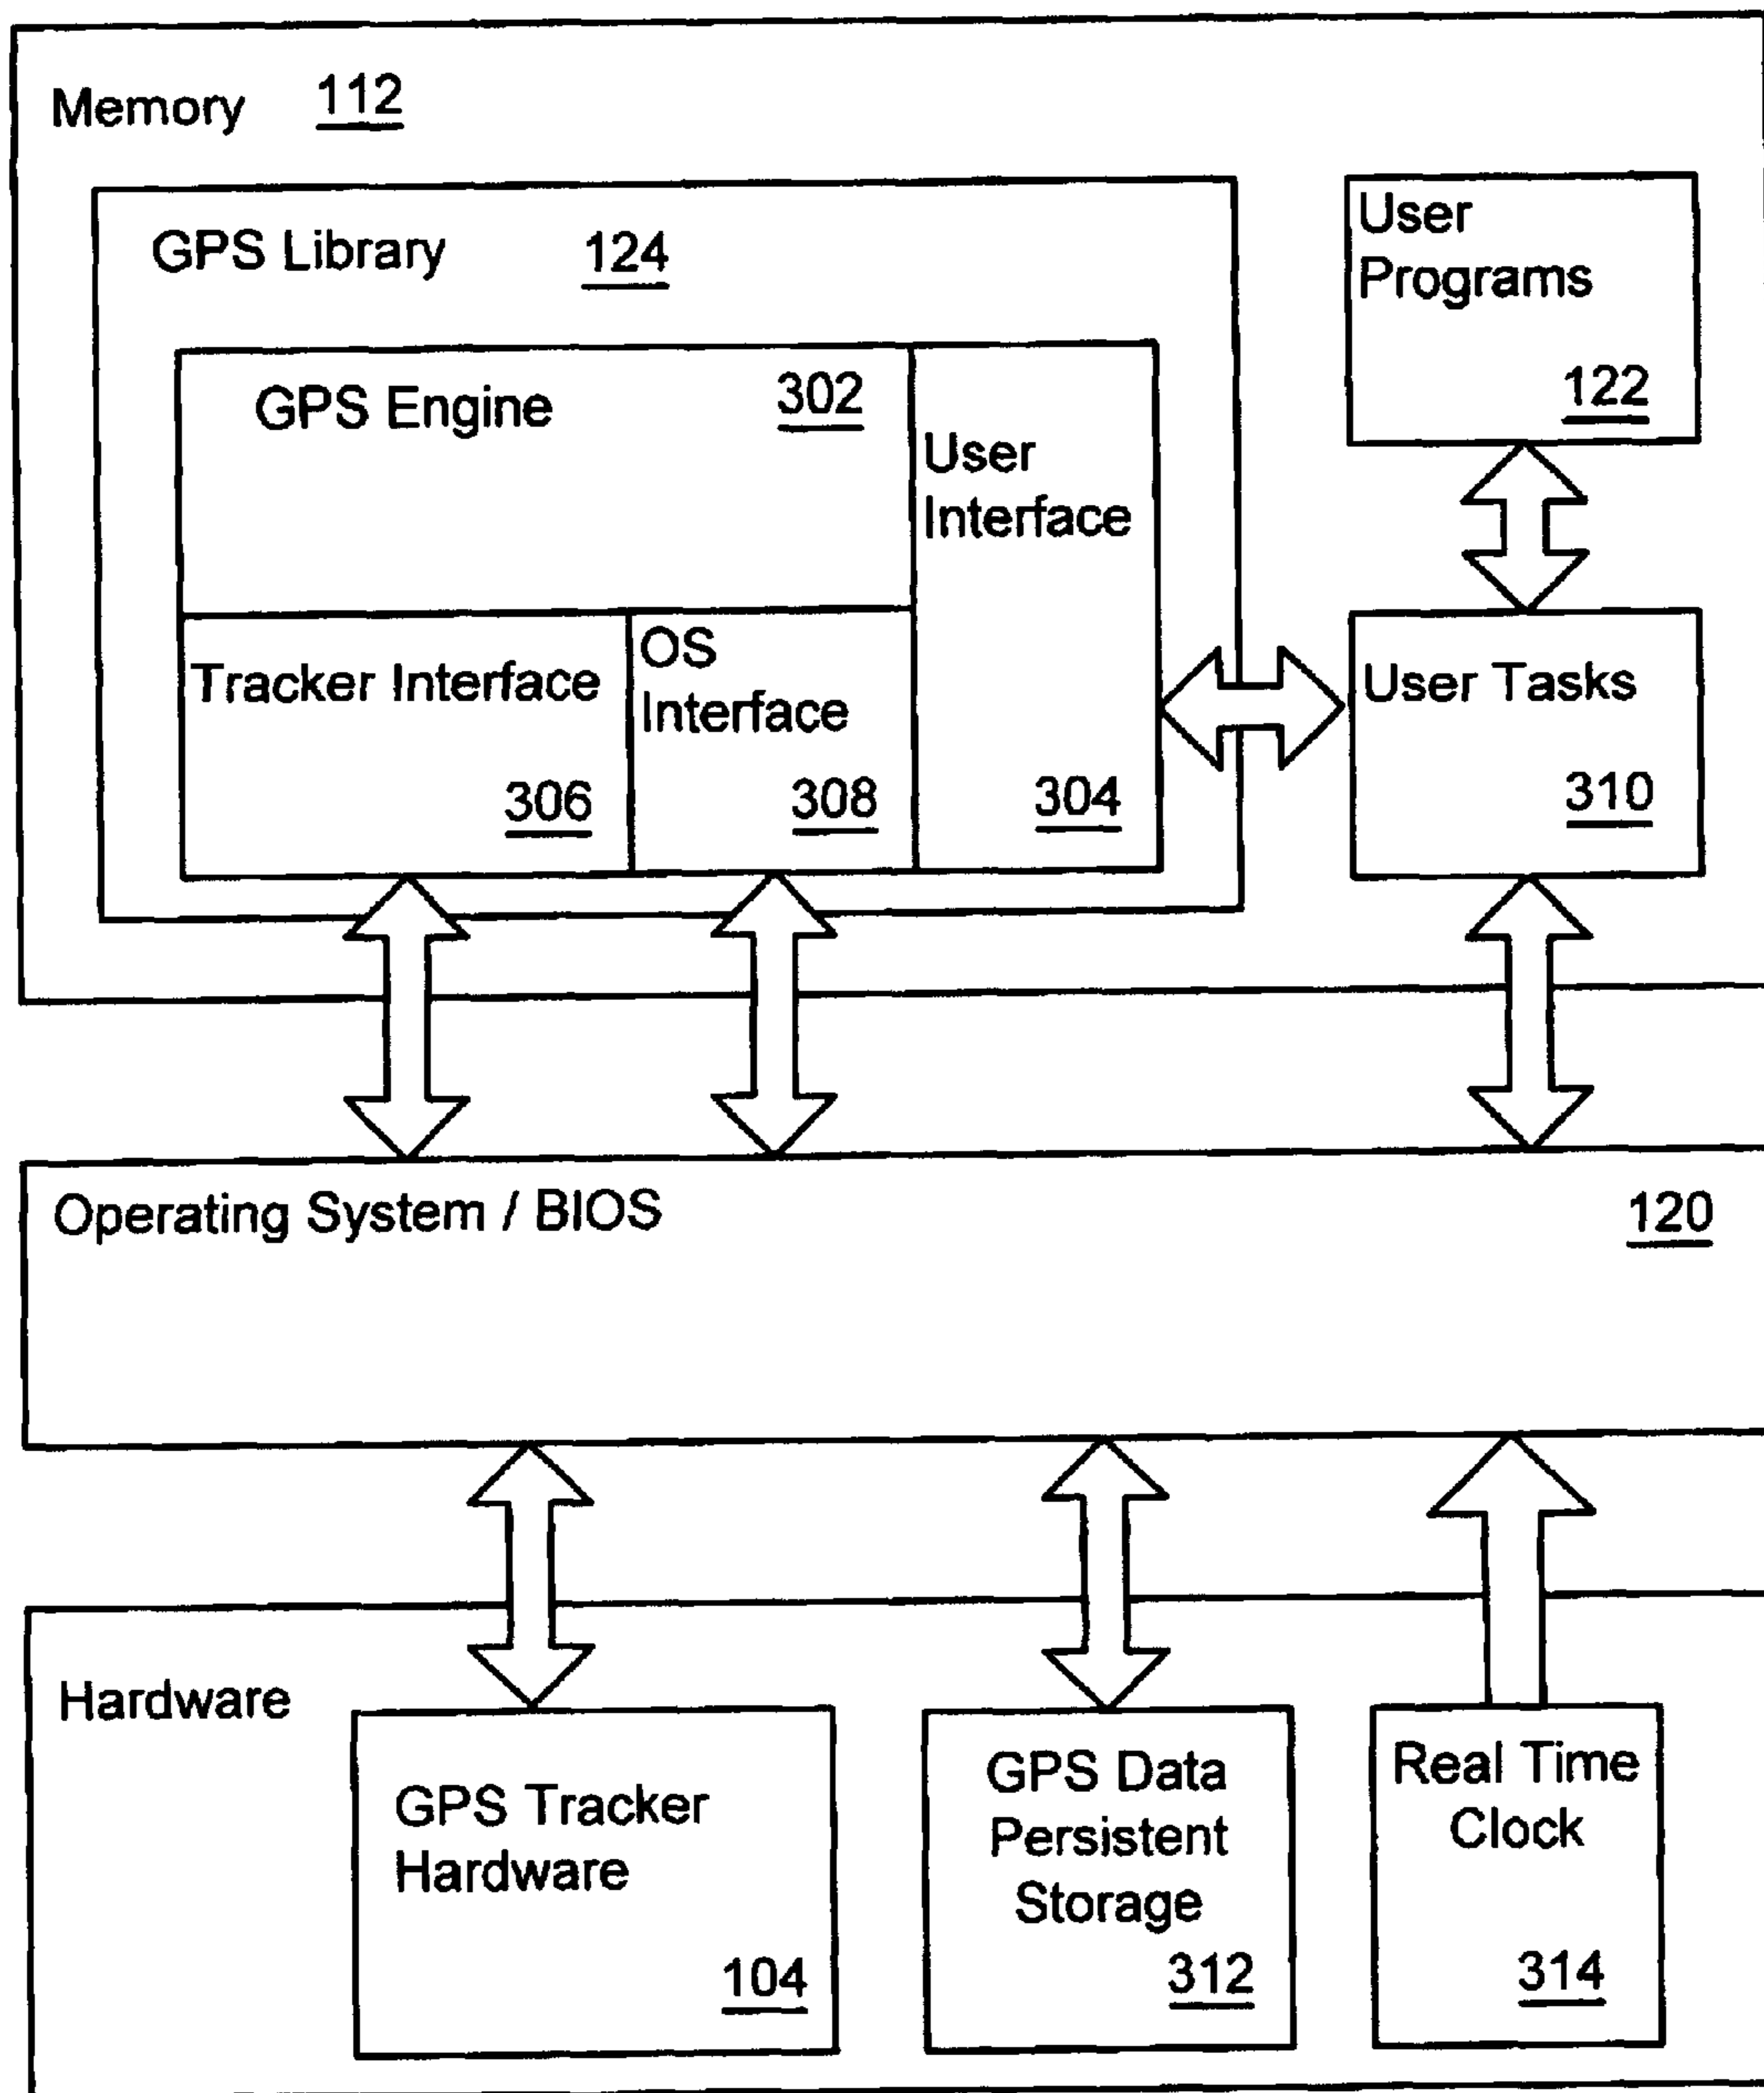 Memory 112
GPS Library 124
User
Programs
122
GPS Engine 302
User
Interface
304
Tracker Interface
306
OS
Interface
308
User Tasks
310
Operating System / BIOS 120
Hardware
GPS Tracker
Hardware
104
GPS Data
Persistent
Storage
312
Real Time
Clock
314